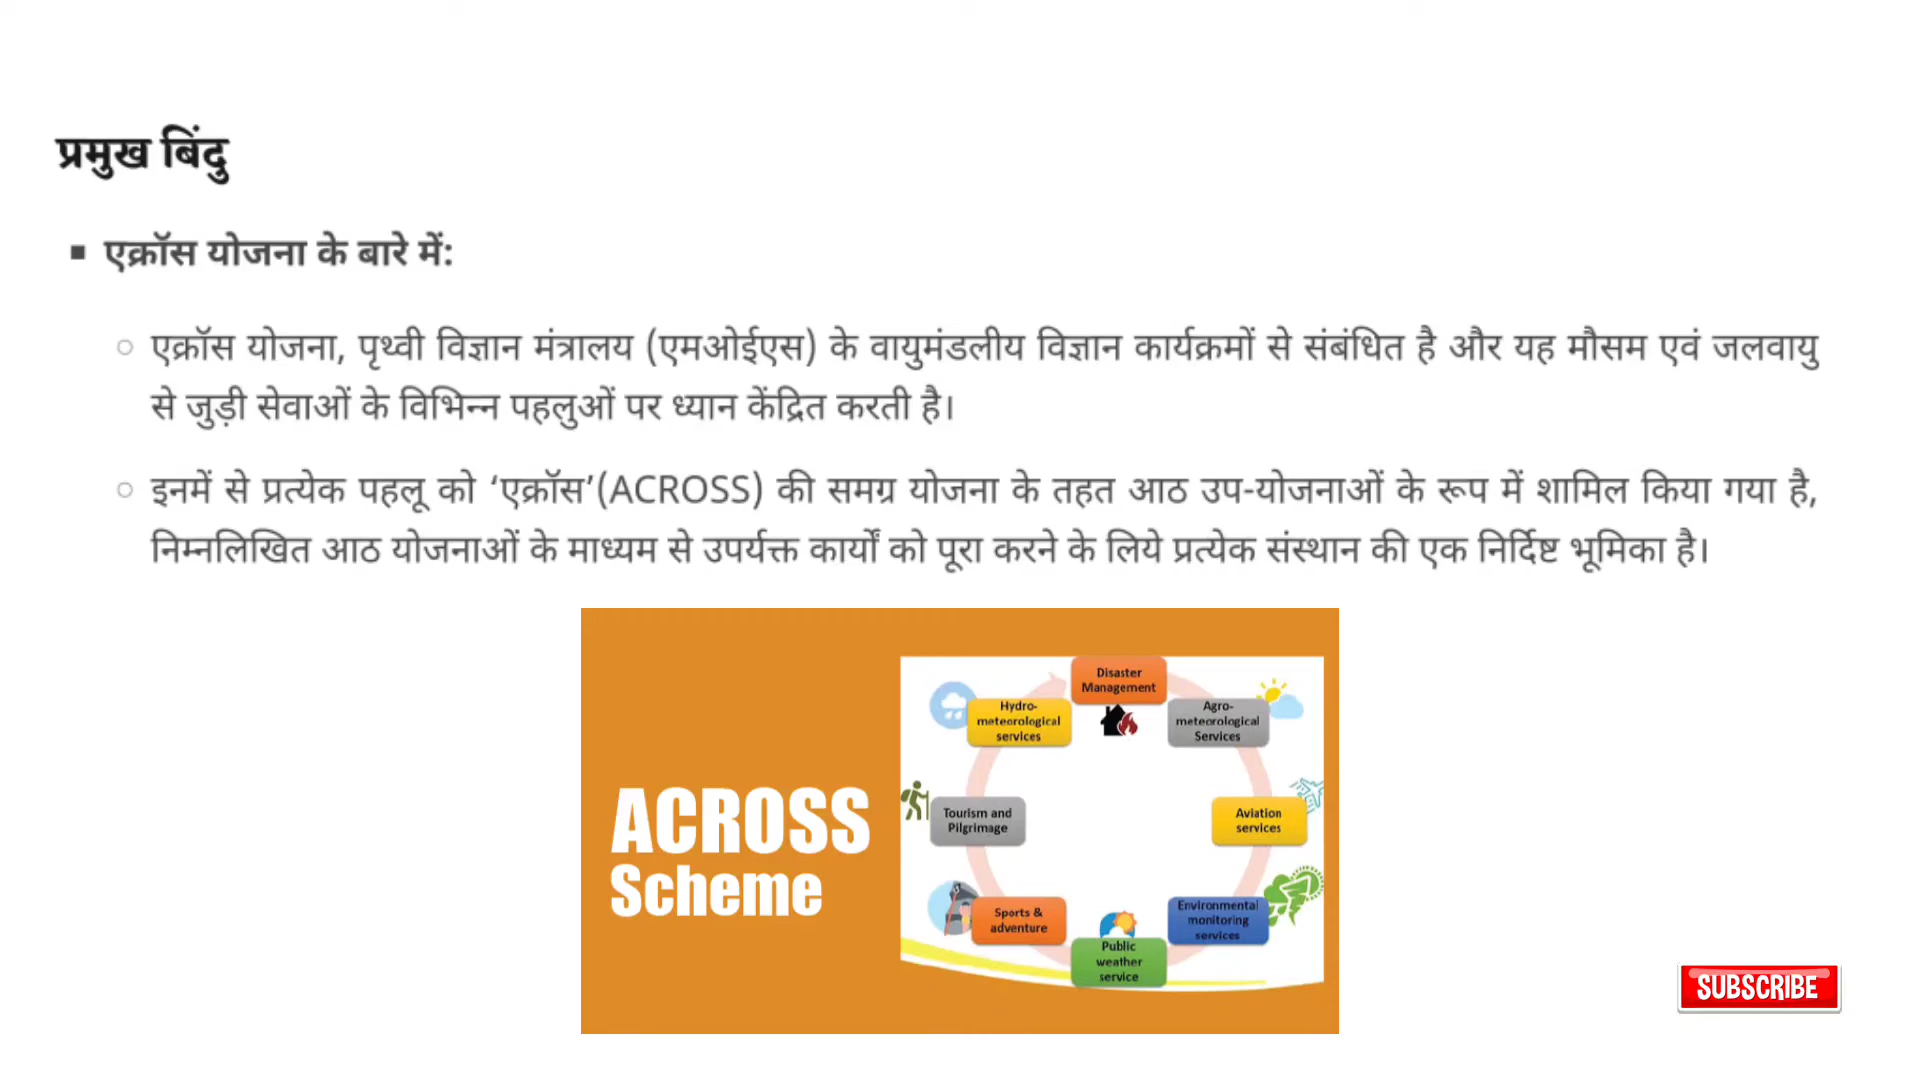 प्रमुख बिंदु
▪ एक्रॉस योजना के बारे में:
○ एक्रॉस योजना, पृथ्वी विज्ञान मंत्रालय (एमओईएस) के वायुमंडलीय विज्ञान कार्यक्रमों से संबंधित है और यह मौसम एवं जलवायु
से जुड़ी सेवाओं के विभिन्न पहलुओं पर ध्यान केंद्रित करती है।
○ इनमें से प्रत्येक पहलू को ‘एक्रॉस’(ACROSS) की समग्र योजना के तहत आठ उप-योजनाओं के रूप में शामिल किया गया है,
निम्नलिखित आठ योजनाओं के माध्यम से उपर्यक्त कार्यों को पूरा करने के लिये प्रत्येक संस्थान की एक निर्दिष्ट भूमिका है।
ACROSS
Scheme
Disaster
Management
Hydro-
meteorological
services
Agro-
meteorological
Services
Tourism and
Pilgrimage
Aviation
services
Sports &
adventure
Environmental
monitoring
services
Public
weather
service
SUBSCRIBE